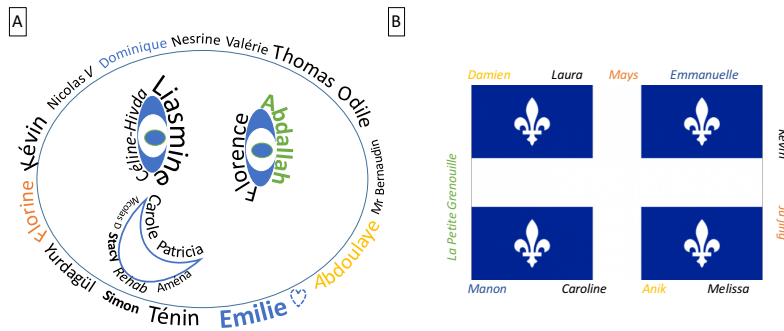 A
Kévin
Nicolas V
Dominique
Nesrine
Valérie
Thomas
Odile
Mr Bernaudin
Abdoulaye
Emilie
Ténin
Simon
Yurdagül
Florine
Céline-Hivda
Liasmine
Florence
Abdallah
Nicolas D
Stacy
Rehab
Aména
Carole
Patricia
B
Damien
Laura
Mays
Emmanuelle
La Petite Grenouille
Manon
Caroline
Anik
Melissa